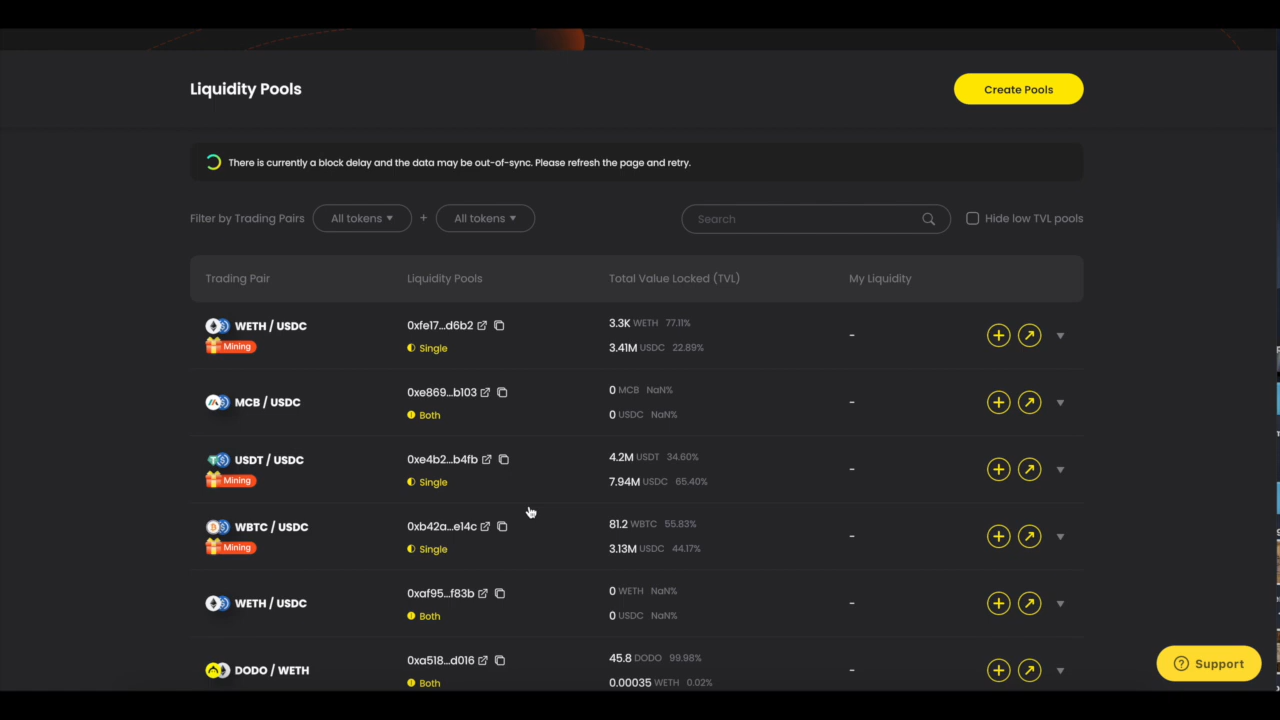 Liquidity Pools
Create Pools
There is currently a block delay and the data may be out-of-sync. Please refresh the page and retry.
Filter by Trading Pairs All tokens + All tokens Search Hide low TVL pools
Trading Pair Liquidity Pools Total Value Locked (TVL) My Liquidity
WETH / USDC 0xfe17...d6b2 3.3K WETH 77.11%
Mining Single 3.41M USDC 22.89% -
MCB / USDC 0xe869...b103 0 MCB NaN%
Both 0 USDC NaN% -
USDT / USDC 0xe4b2...b4fb 4.2M USDT 34.60%
Mining Single 7.94M USDC 65.40% -
WBTC / USDC 0xb42a...e14c 81.2 WBTC 55.83%
Mining Single 3.13M USDC 44.17% -
WETH / USDC 0xaf95...f83b 0 WETH NaN%
Both 0 USDC NaN% -
DODO / WETH 0xa518...d016 45.8 DODO 99.98%
Both 0.00035 WETH 0.02% -
Support